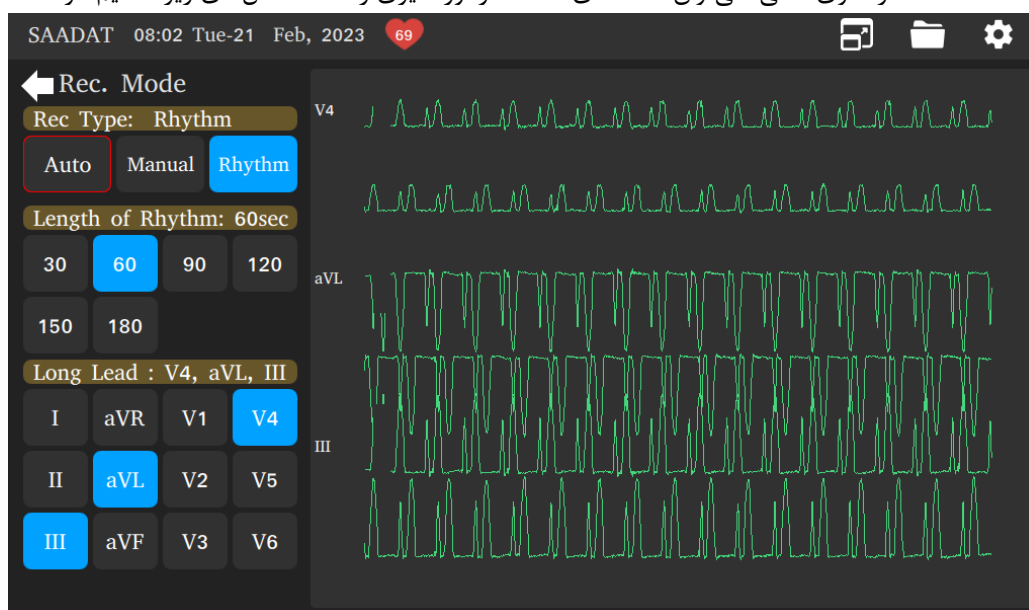 SAADAT 08:02 Tue-21 Feb, 2023 69
Rec. Mode
Rec Type: Rhythm
Auto Manual Rhythm
Length of Rhythm: 60sec
30 60 90 120
150 180
Long Lead : V4, aVL, III
I aVR V1 V4
II aVL V2 V5
III aVF V3 V6
V4
aVL
III